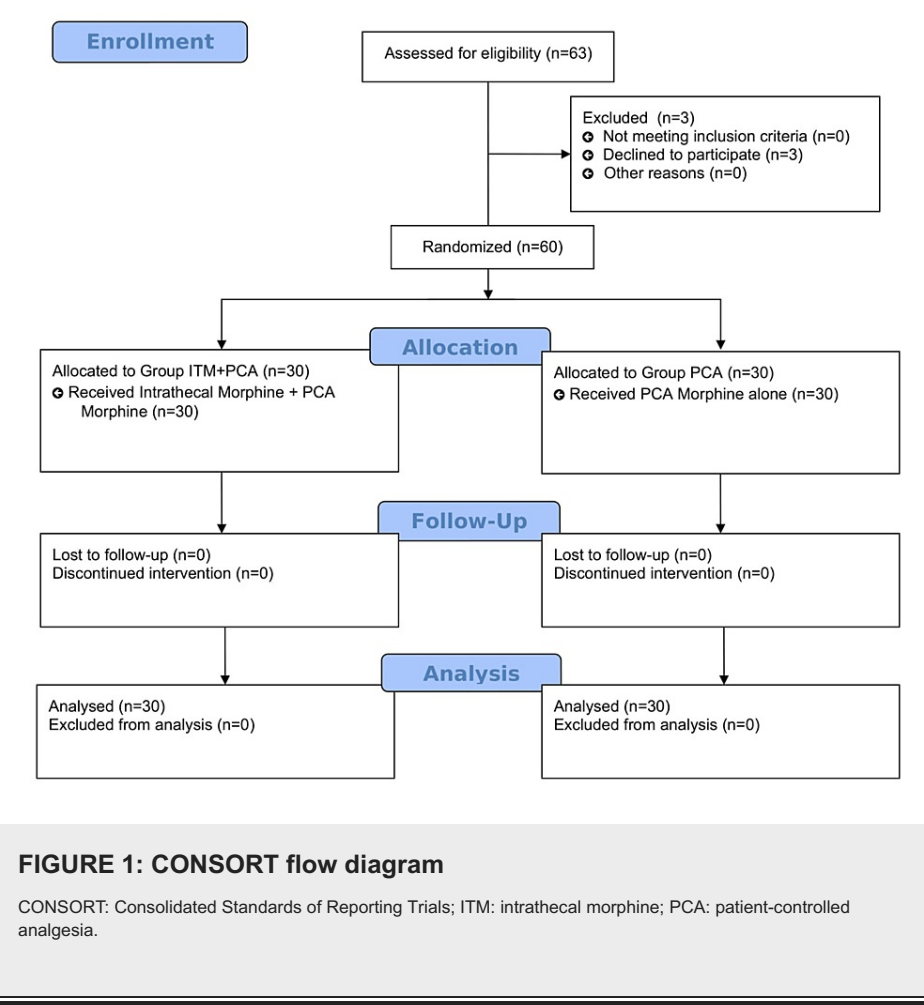 Enrollment
Assessed for eligibility (n=63)
Excluded (n=3)
Not meeting inclusion criteria (n=0)
Declined to participate (n=3)
Other reasons (n=0)
Randomized (n=60)
Allocation
Allocated to Group ITM+PCA (n=30)
Received Intrathecal Morphine + PCA
Morphine (n=30)
Allocated to Group PCA (n=30)
Received PCA Morphine alone (n=30)
Follow-Up
Lost to follow-up (n=0)
Discontinued intervention (n=0)
Lost to follow-up (n=0)
Discontinued intervention (n=0)
Analysis
Analysed (n=30)
Excluded from analysis (n=0)
Analysed (n=30)
Excluded from analysis (n=0)
FIGURE 1: CONSORT flow diagram
CONSORT: Consolidated Standards of Reporting Trials; ITM: intrathecal morphine; PCA: patient-controlled
analgesia.